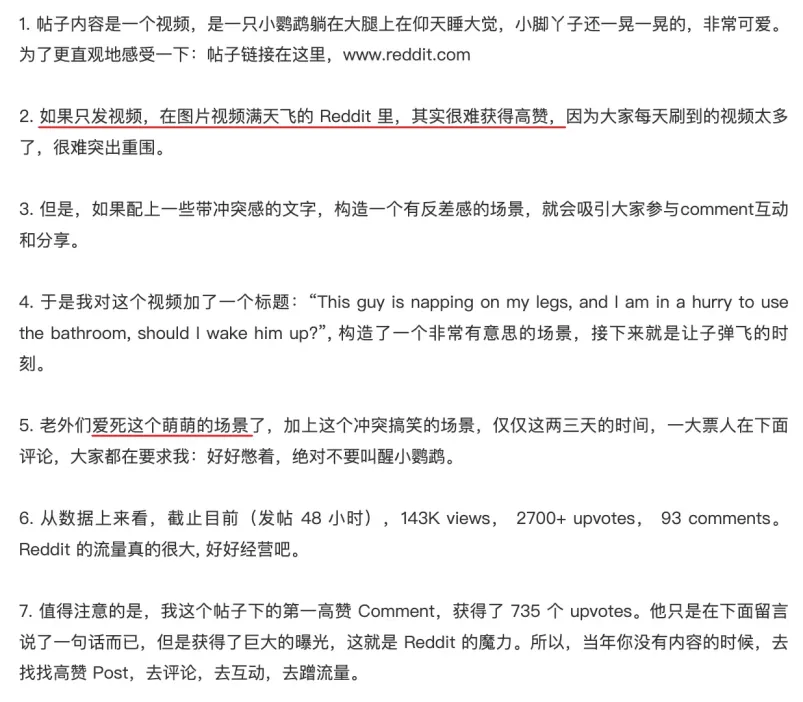 1. 帖子内容是一个视频，是一只小鹦鹉躺在大腿上在仰天睡大觉，小脚丫子还一晃一晃的，非常可爱。
为了更直观地感受一下：帖子链接在这里，www.reddit.com
2. 如果只发视频，在图片视频满天飞的 Reddit 里，其实很难获得高赞，因为大家每天刷到的视频太多
了，很难突出重围。
3. 但是，如果配上一些带冲突感的文字，构造一个有反差感的场景，就会吸引大家参与comment互动
和分享。
4. 于是我对这个视频加了一个标题：“This guy is napping on my legs, and I am in a hurry to use
the bathroom, should I wake him up?”, 构造了一个非常有意思的场景，接下来就是让子弹飞的时
刻。
5. 老外们爱死这个萌萌的场景了，加上这个冲突搞笑的场景，仅仅这两三天的时间，一大票人在下面
评论，大家都在要求我：好好憋着，绝对不要叫醒小鹦鹉。
6. 从数据上来看，截止目前（发帖 48 小时），143K views， 2700+ upvotes， 93 comments。
Reddit 的流量真的很大, 好好经营吧。
7. 值得注意的是，我这个帖子下的第一高赞 Comment，获得了 735 个 upvotes。他只是在下面留言
说了一句话而已，但是获得了巨大的曝光，这就是 Reddit 的魔力。所以，当年你没有内容的时候，去
找找高赞 Post，去评论，去互动，去蹭流量。